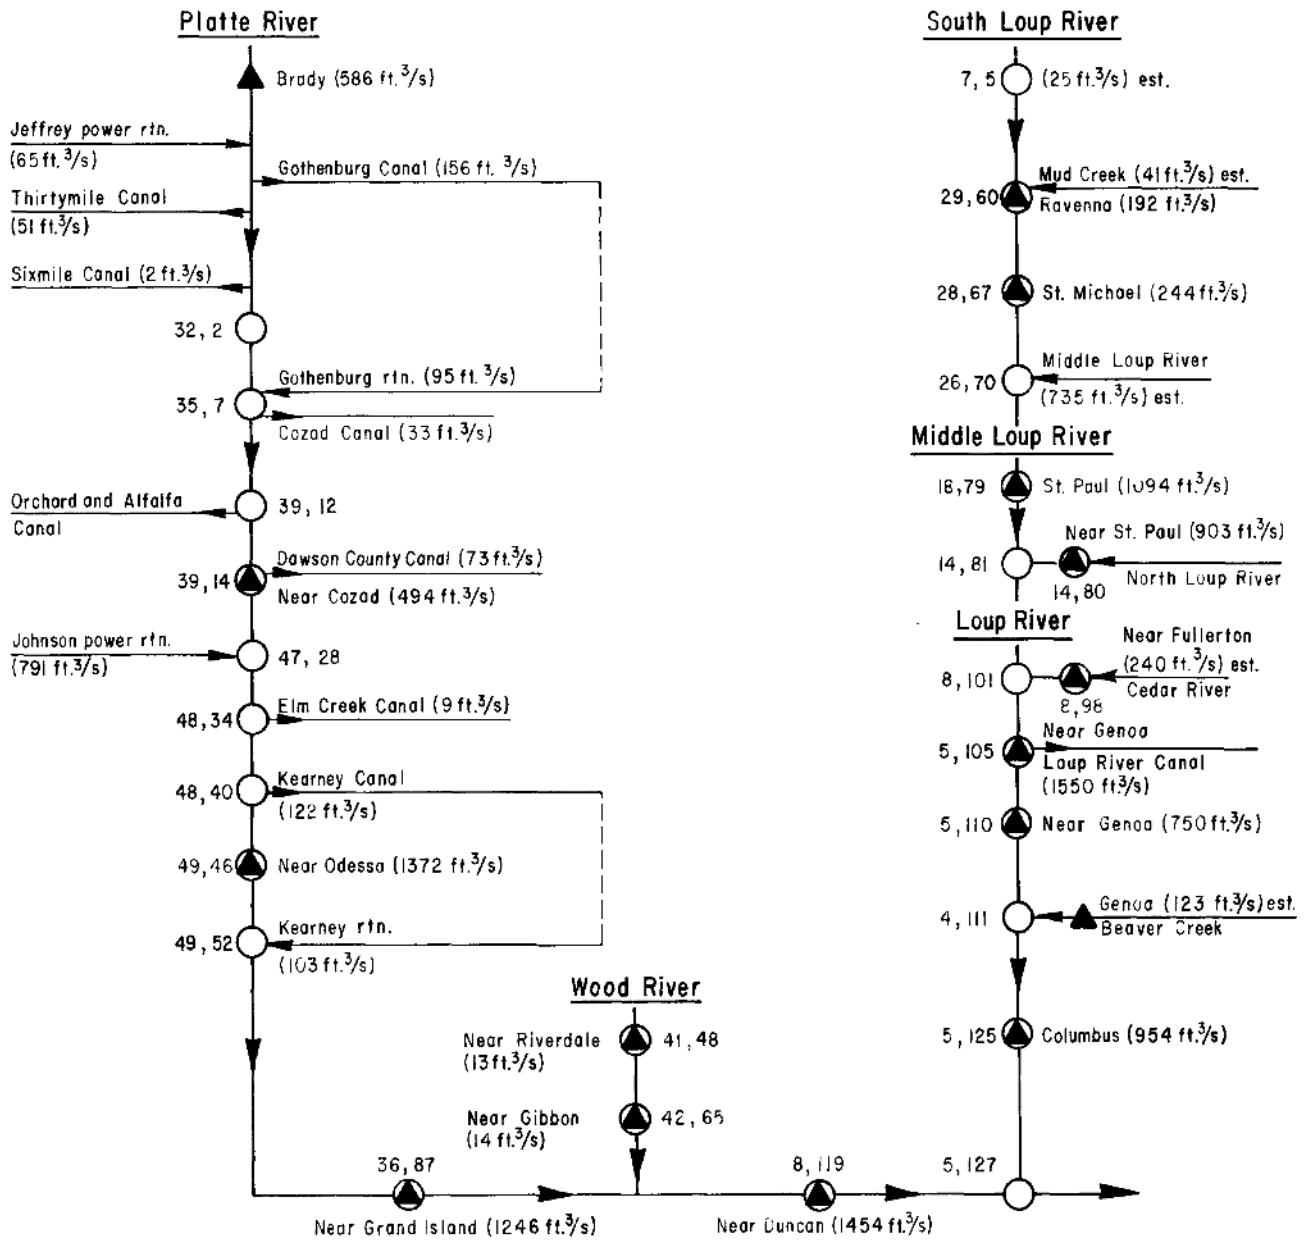 Platte River
Brady (586 ft.³/s)
Jeffrey power rtn.
(65 ft.³/s)
Gothenburg Canal (156 ft. ³/s)
Thirtymile Canal
(51 ft.³/s)
Sixmile Canal (2 ft.³/s)
32, 2
Gothenburg rtn. (95 ft. ³/s)
35, 7
Cozad Canal (33 ft.³/s)
Orchard and Alfalfa
Canal
39, 12
Dawson County Canal (73 ft.³/s)
39, 14
Near Cozad (494 ft.³/s)
Johnson power rtn.
(791 ft.³/s)
47, 28
Elm Creek Canal (9 ft.³/s)
48, 34
Kearney Canal
48, 40
(122 ft.³/s)
49, 46
Near Odessa (1372 ft.³/s)
Kearney rtn.
49, 52
(103 ft.³/s)
Wood River
Near Riverdale
(13 ft.³/s)
41, 48
Near Gibbon
(14 ft.³/s)
42, 65
36, 87
Near Grand Island (1246 ft.³/s)
8, 119
Near Duncan (1454 ft.³/s)
South Loup River
7, 5
(25 ft.³/s) est.
Mud Creek (41 ft.³/s) est.
29, 60
Ravenna (192 ft.³/s)
28, 67
St. Michael (244 ft.³/s)
Middle Loup River
26, 70
(735 ft.³/s) est.
Middle Loup River
18, 79
St. Paul (1094 ft.³/s)
Near St. Paul (903 ft.³/s)
14, 81
North Loup River
14, 80
Loup River
Near Fullerton
(240 ft.³/s) est.
8, 101
Cedar River
8, 98
Near Genoa
5, 105
Loup River Canal
(1550 ft.³/s)
5, 110
Near Genoa (750 ft.³/s)
Genoa (123 ft.³/s) est.
4, 111
Beaver Creek
5, 125
Columbus (954 ft.³/s)
5, 127